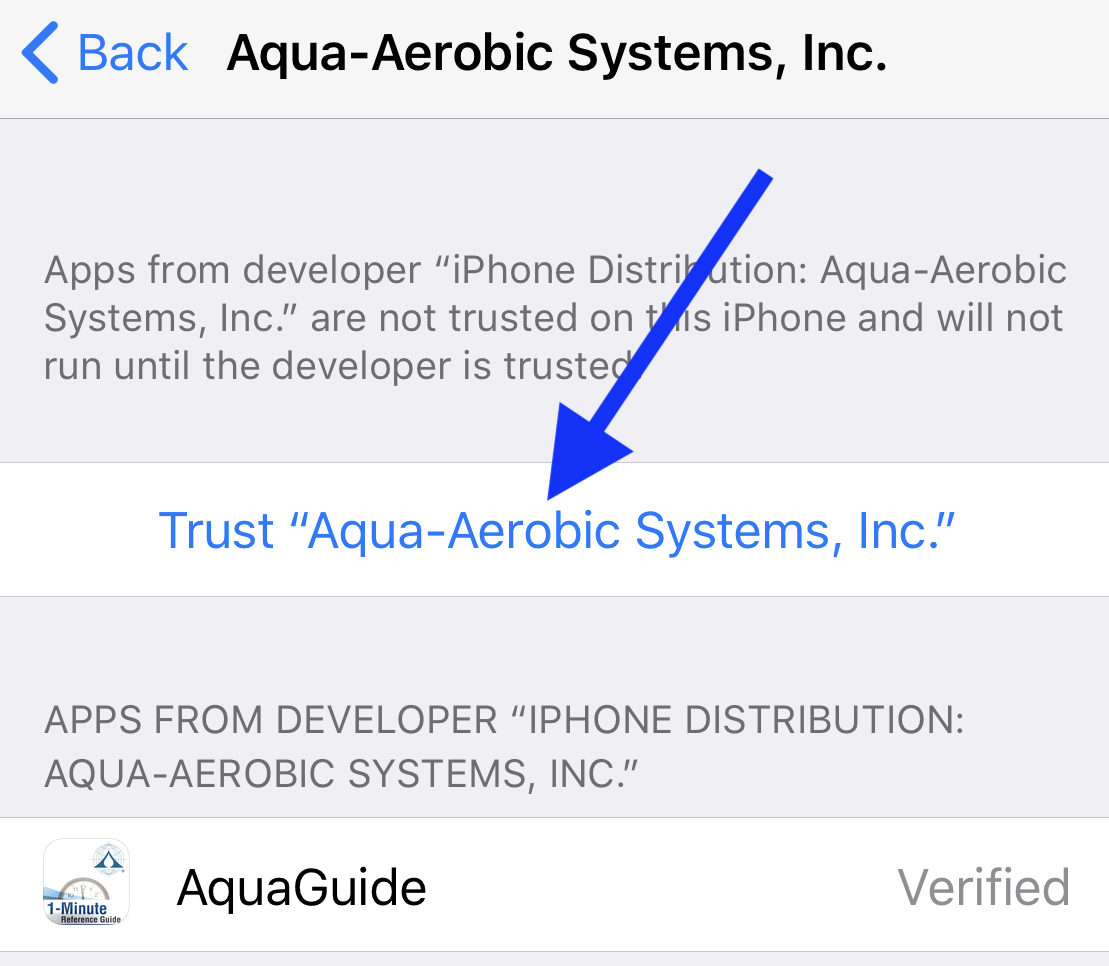 Back Aqua-Aerobic Systems, Inc.
Apps from developer “iPhone Distribution: Aqua-Aerobic
Systems, Inc.” are not trusted on this iPhone and will not
run until the developer is trusted.
Trust “Aqua-Aerobic Systems, Inc.”
APPS FROM DEVELOPER “IPHONE DISTRIBUTION:
AQUA-AEROBIC SYSTEMS, INC.”
AquaGuide Verified
1-Minute
Reference Guide